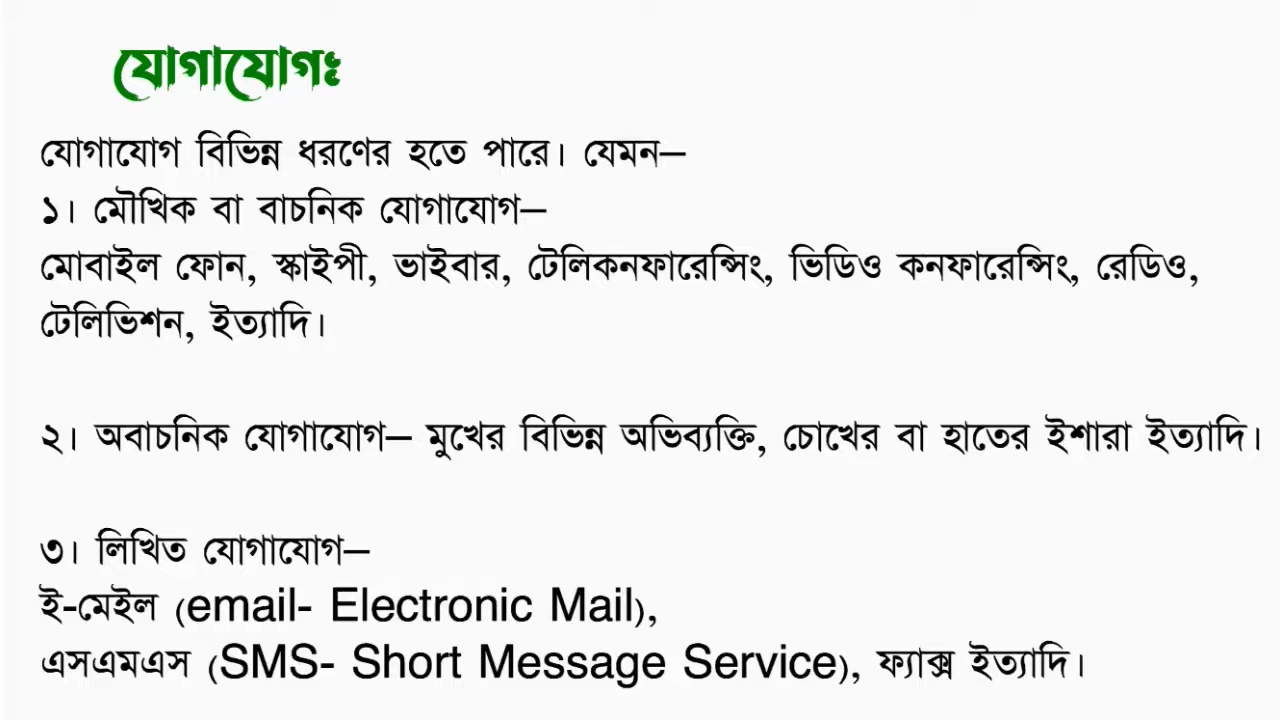 যোগাযোগঃ
যোগাযোগ বিভিন্ন ধরণের হতে পারে। যেমন–
১। মৌখিক বা বাচনিক যোগাযোগ–
মোবাইল ফোন, স্কাইপী, ভাইবার, টেলিকনফারেন্সিং, ভিডিও কনফারেন্সিং, রেডিও,
টেলিভিশন, ইত্যাদি।
২। অবাচনিক যোগাযোগ– মুখের বিভিন্ন অভিব্যক্তি, চোখের বা হাতের ইশারা ইত্যাদি।
৩। লিখিত যোগাযোগ–
ই-মেইল (email- Electronic Mail),
এসএমএস (SMS- Short Message Service), ফ্যাক্স ইত্যাদি।